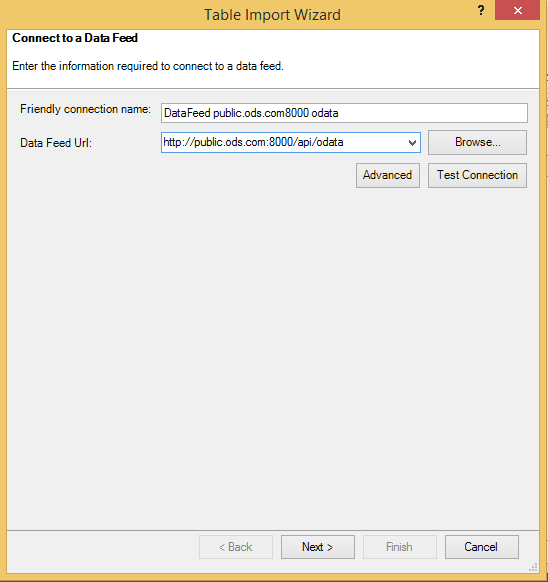 Table Import Wizard
?
Connect to a Data Feed
Enter the information required to connect to a data feed.
Friendly connection name: DataFeed public.ods.com8000 odata
Data Feed Url: http://public.ods.com:8000/api/odata Browse...
Advanced Test Connection
< Back Next > Finish Cancel